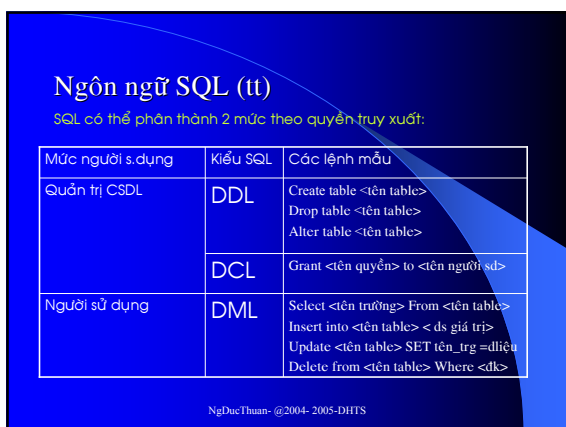 Ngôn ngữ SQL (tt)
SQL có thể phân thành 2 mức theo quyền truy xuất:
Mức người s.dụng Kiểu SQL Các lệnh mẫu
Quản trị CSDL DDL Create table <tên table>
Drop table <tên table>
Alter table <tên table>
DCL Grant <tên quyền> to <tên người sd>
Người sử dụng DML Select <tên trường> From <tên table>
Insert into <tên table> < ds giá trị>
Update <tên table> SET tên_trg =dliệu
Delete from <tên table> Where <đk>
NgDucThuan- @2004- 2005-DHTS